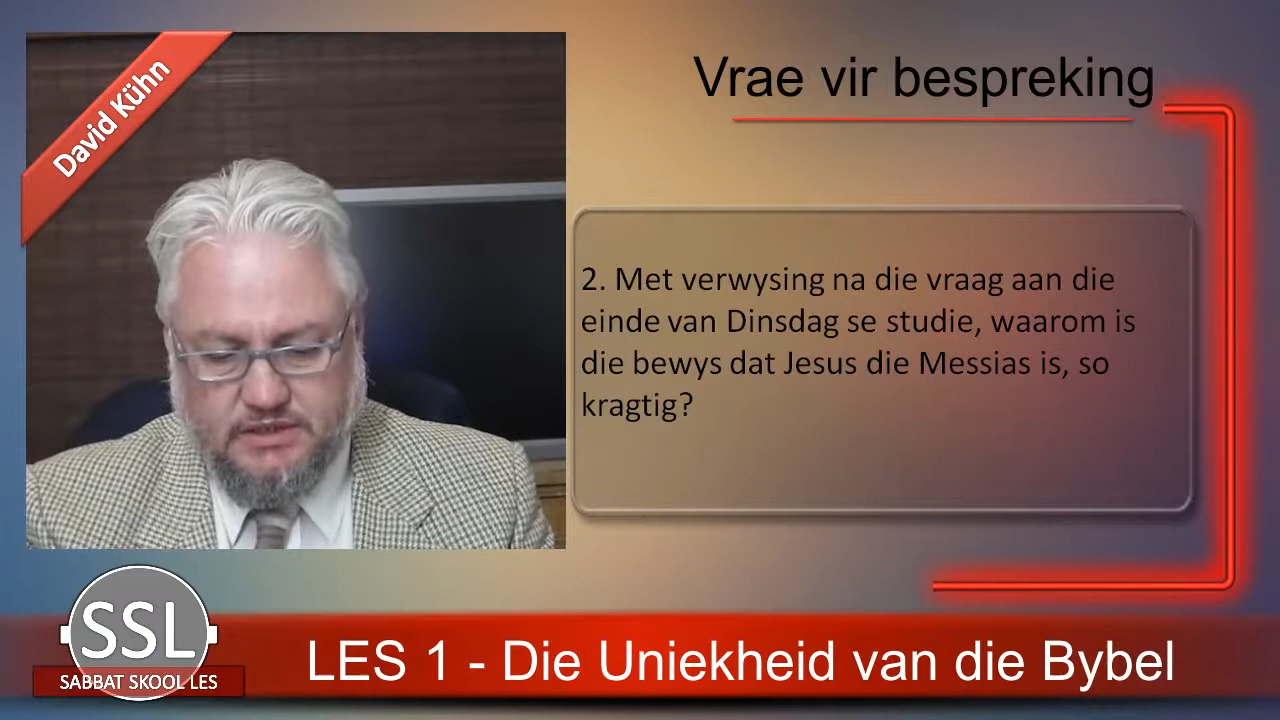 David Kühn
Vrae vir bespreking
2. Met verwysing na die vraag aan die
einde van Dinsdag se studie, waarom is
die bewys dat Jesus die Messias is, so
kragtig?
SSL
SABBAT SKOOL LES
LES 1 - Die Uniekheid van die Bybel